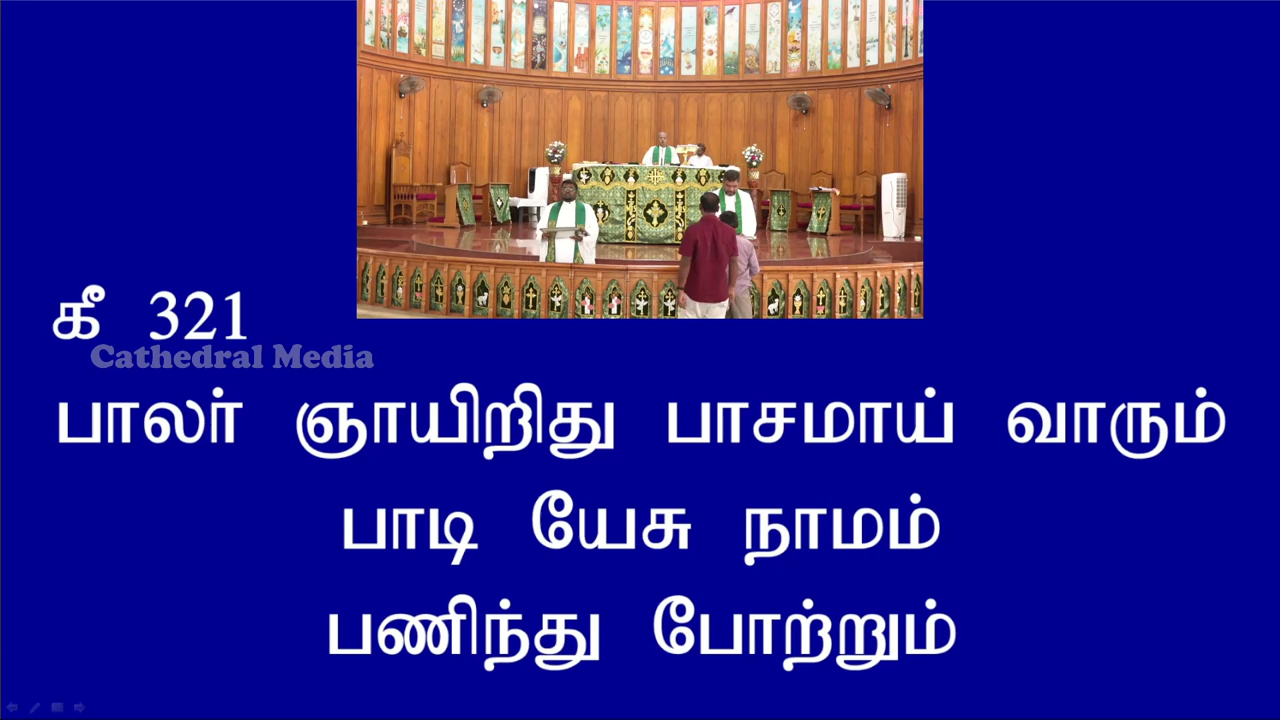 கீ 321
Cathedral Media
பாலர் ஞாயிறிது பாசமாய் வாரும்
பாடி யேசு நாமம்
பணிந்து போற்றும்